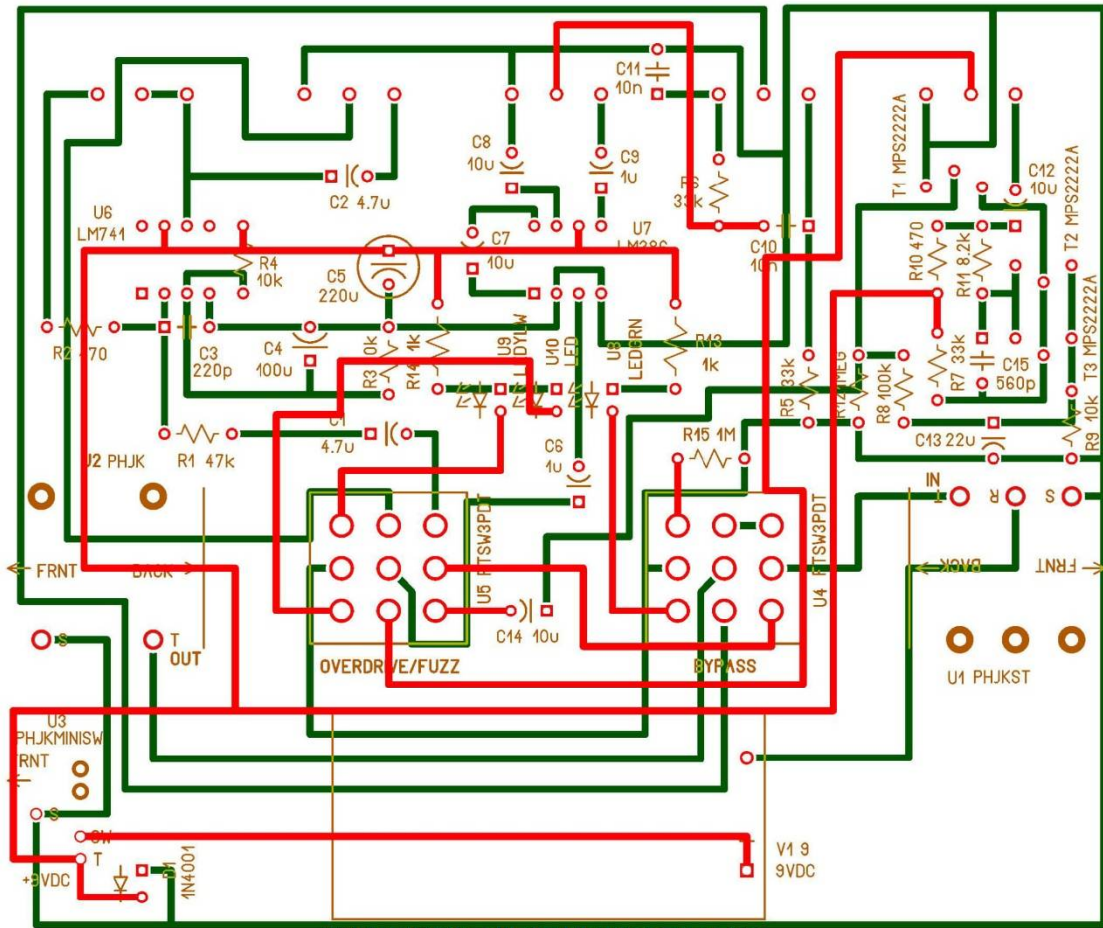 C11
10n
C8
10u
C9
1u
T1 MPS2222A
C12
10u
T2 MPS2222A
C2 4.7u
R6
33k
U6
LM741
U7
C7
10u
C10
10n
R4
10k
C5
220u
R10 470
R11 8.2k
R2 470
C3
220p
C4
100u
R14 1k
U9
U10
LED
U8
R13
1k
R5 33k
R8 100k
R7 33k
C15
560p
T3 MPS2222A
4.7u
R1 47k
C6
1u
R15 1M
C13 22u
R9 10k
U2 PHJK
IN
T
R
S
FRNT
BACK
U5 FTSW3PDT
U4 FTSW3PDT
BACK
FRNT
C14 10u
S
T
OUT
OVERDRIVE/FUZZ
BYPASS
U1 PHJKST
U3
PHJKMINISW
FRNT
S
SW
T
+9VDC
D1
1N4001
V1 9
9VDC